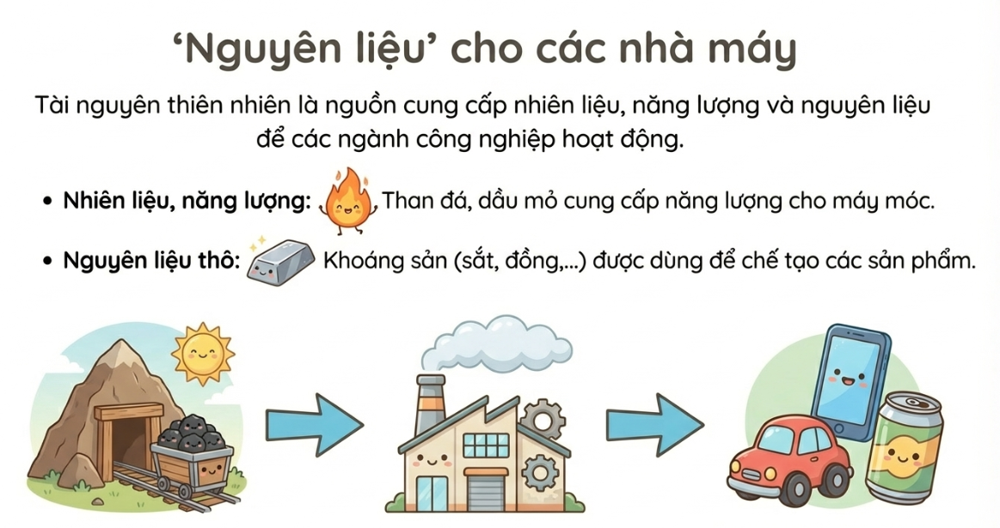 ‘Nguyên liệu’ cho các nhà máy
Tài nguyên thiên nhiên là nguồn cung cấp nhiên liệu, năng lượng và nguyên liệu
để các ngành công nghiệp hoạt động.
• Nhiên liệu, năng lượng: Than đá, dầu mỏ cung cấp năng lượng cho máy móc.
• Nguyên liệu thô: Khoáng sản (sắt, đồng,...) được dùng để chế tạo các sản phẩm.